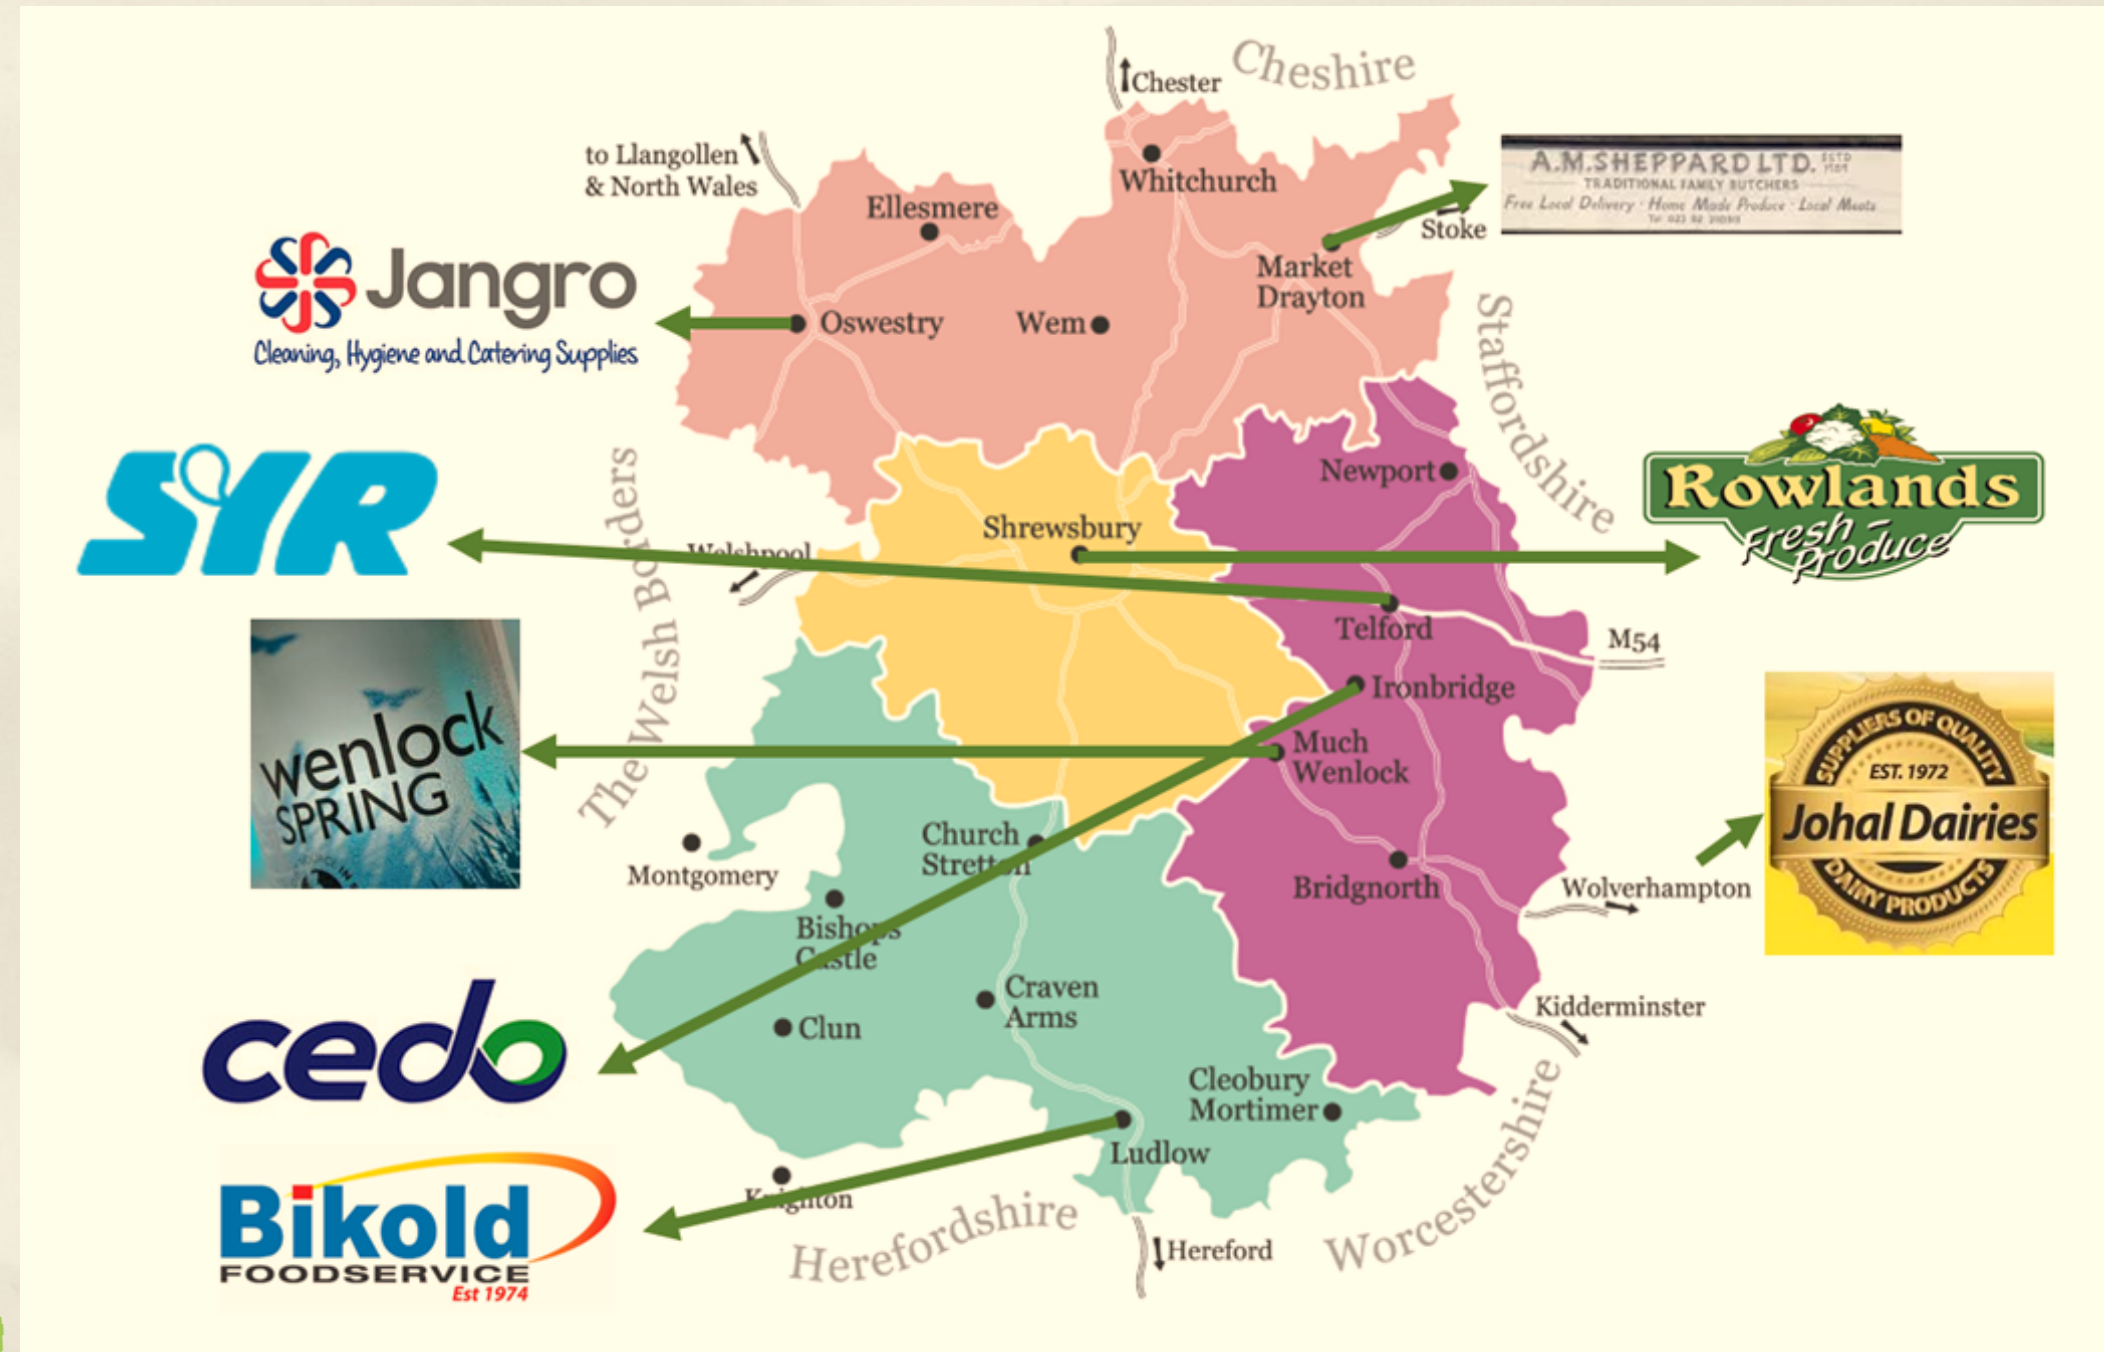 Chester
Cheshire
to Llangollen
& North Wales
Whitchurch
Ellesmere
A.M.SHEPPARD LTD.
TRADITIONAL FAMILY BUTCHERS
Free Local Delivery · Home Made Produce · Local Meats
Stoke
Market
Drayton
Jangro
Cleaning, Hygiene and Catering Supplies
Oswestry
Wem
Staffordshire
Newport
Rowlands
Fresh-
Produce
SYR
The Welsh Borders
Welshpool
Shrewsbury
Telford
M54
Ironbridge
wenlock
SPRING
Much
Wenlock
SUPPLIERS OF QUALITY
EST. 1972
Johal Dairies
DAIRY PRODUCTS
Church
Stretton
Montgomery
Bridgnorth
Wolverhampton
Bishops
Castle
Craven
Arms
Clun
Kidderminster
cedo
Cleobury
Mortimer
Ludlow
Knighton
Herefordshire
Worcestershire
Hereford
Bikold
FOODSERVICE
Est 1974